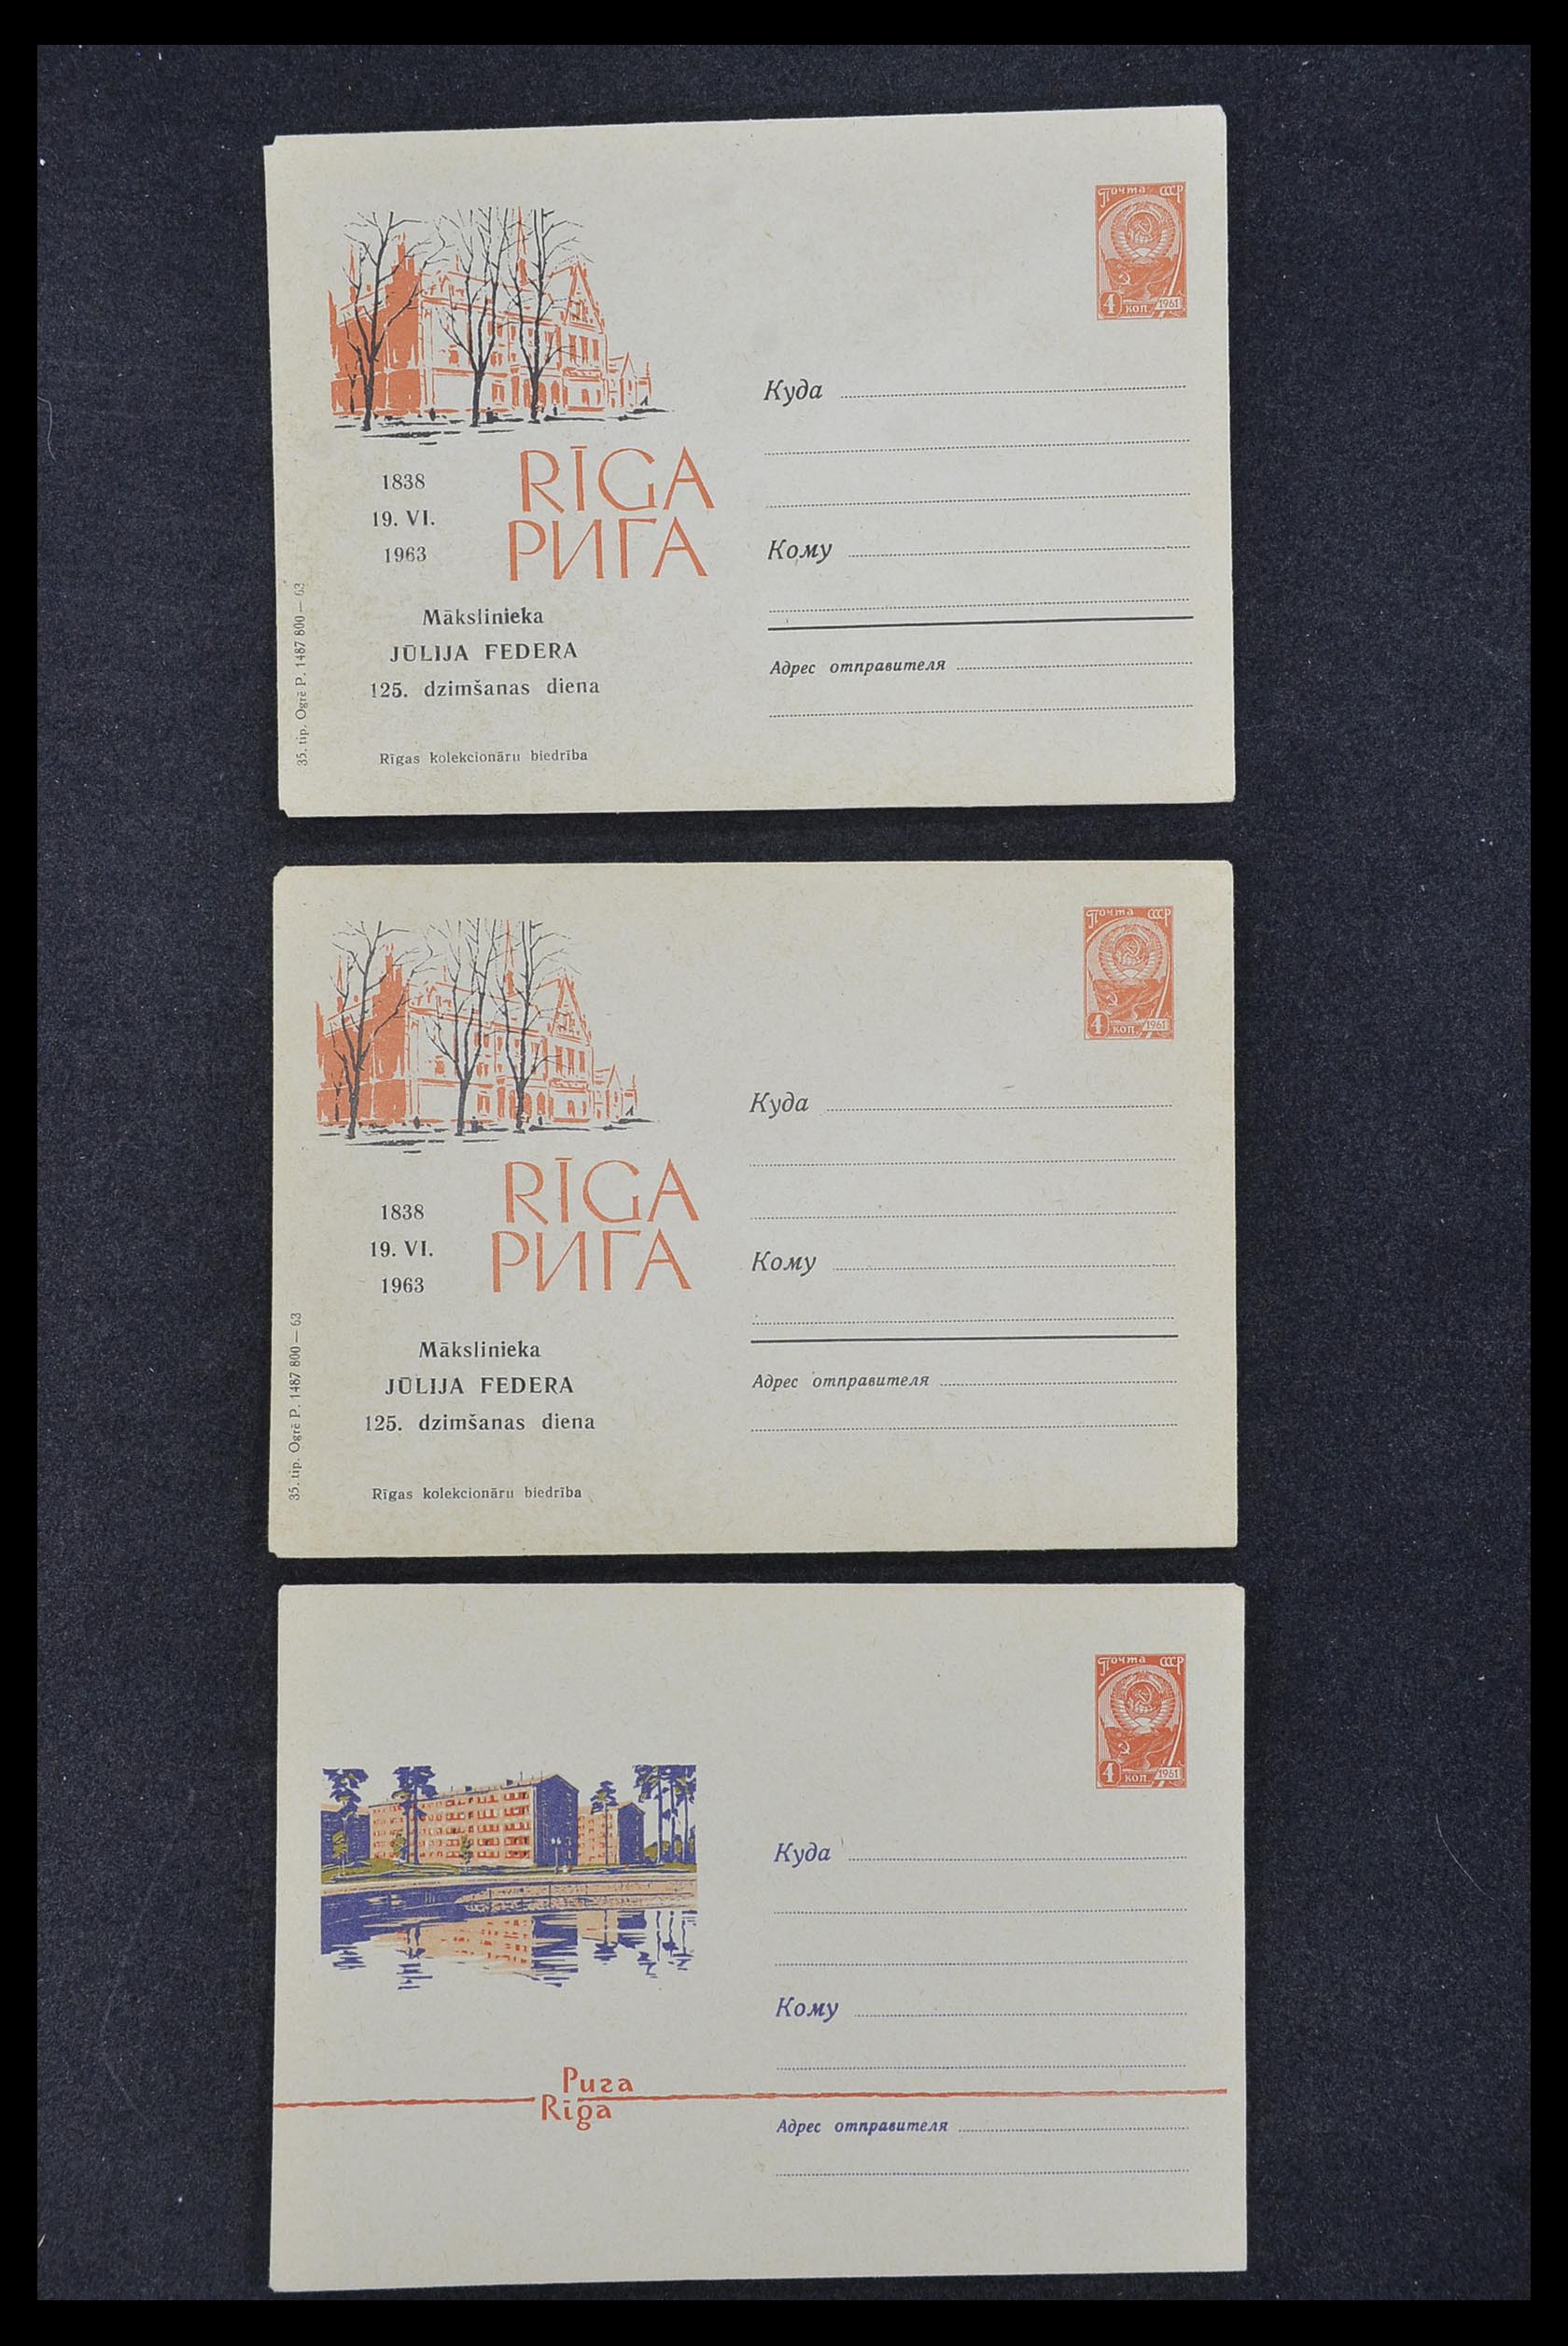 Почта СССР
4 коп. 1961
Куда
RĪGA
РИГА
1838
19. VI.
1963
Кому
Mākslinieka
JŪLIJA FEDERA
125. dzimšanas diena
Адрес отправителя
Rīgas kolekcionāru biedrība
35. tip. Ogrē P. 1487 800—63
Почта СССР
4 коп. 1961
Куда
RĪGA
РИГА
1838
19. VI.
1963
Кому
Mākslinieka
JŪLIJA FEDERA
125. dzimšanas diena
Адрес отправителя
Rīgas kolekcionāru biedrība
35. tip. Ogrē P. 1487 800—63
Почта СССР
4 коп. 1961
Куда
Кому
Рига
Rīga
Адрес отправителя